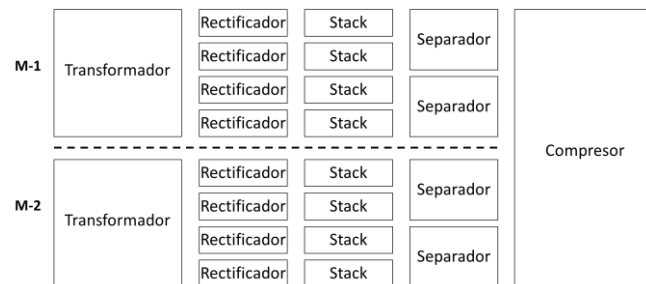 M-1
Transformador
Rectificador
Stack
Rectificador
Stack
Rectificador
Stack
Rectificador
Stack
Separador
Separador
M-2
Transformador
Rectificador
Stack
Rectificador
Stack
Rectificador
Stack
Rectificador
Stack
Separador
Separador
Compresor